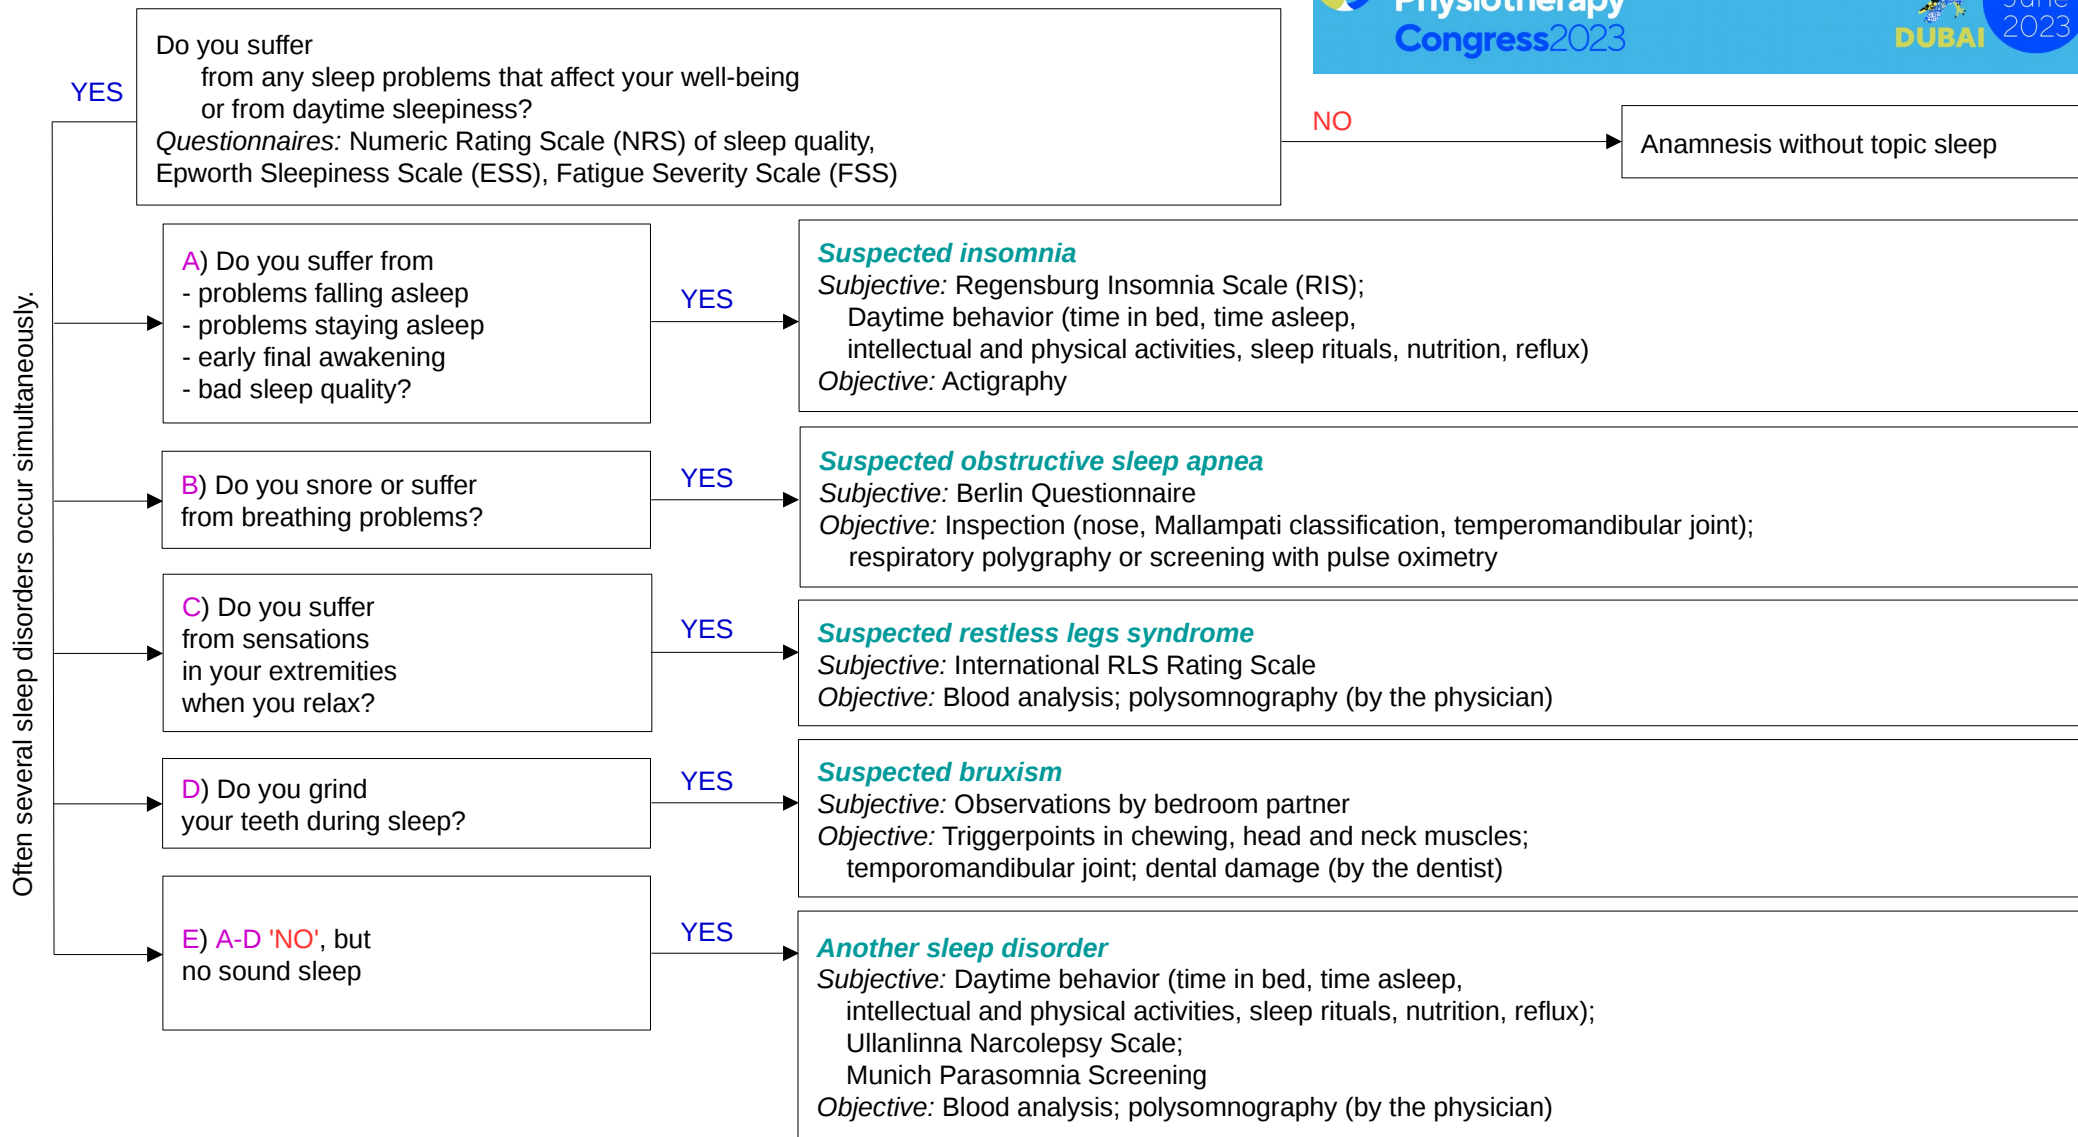 Physiotherapy
Congress2023
DUBAI
June
2023
Do you suffer
from any sleep problems that affect your well-being
or from daytime sleepiness?
Questionnaires: Numeric Rating Scale (NRS) of sleep quality,
Epworth Sleepiness Scale (ESS), Fatigue Severity Scale (FSS)
YES
NO
Anamnesis without topic sleep
Often several sleep disorders occur simultaneously.
A) Do you suffer from
- problems falling asleep
- problems staying asleep
- early final awakening
- bad sleep quality?
YES
Suspected insomnia
Subjective: Regensburg Insomnia Scale (RIS);
Daytime behavior (time in bed, time asleep,
intellectual and physical activities, sleep rituals, nutrition, reflux)
Objective: Actigraphy
B) Do you snore or suffer
from breathing problems?
YES
Suspected obstructive sleep apnea
Subjective: Berlin Questionnaire
Objective: Inspection (nose, Mallampati classification, temperomandibular joint);
respiratory polygraphy or screening with pulse oximetry
C) Do you suffer
from sensations
in your extremities
when you relax?
YES
Suspected restless legs syndrome
Subjective: International RLS Rating Scale
Objective: Blood analysis; polysomnography (by the physician)
D) Do you grind
your teeth during sleep?
YES
Suspected bruxism
Subjective: Observations by bedroom partner
Objective: Triggerpoints in chewing, head and neck muscles;
temporomandibular joint; dental damage (by the dentist)
E) A-D 'NO', but
no sound sleep
YES
Another sleep disorder
Subjective: Daytime behavior (time in bed, time asleep,
intellectual and physical activities, sleep rituals, nutrition, reflux);
Ullanlinna Narcolepsy Scale;
Munich Parasomnia Screening
Objective: Blood analysis; polysomnography (by the physician)